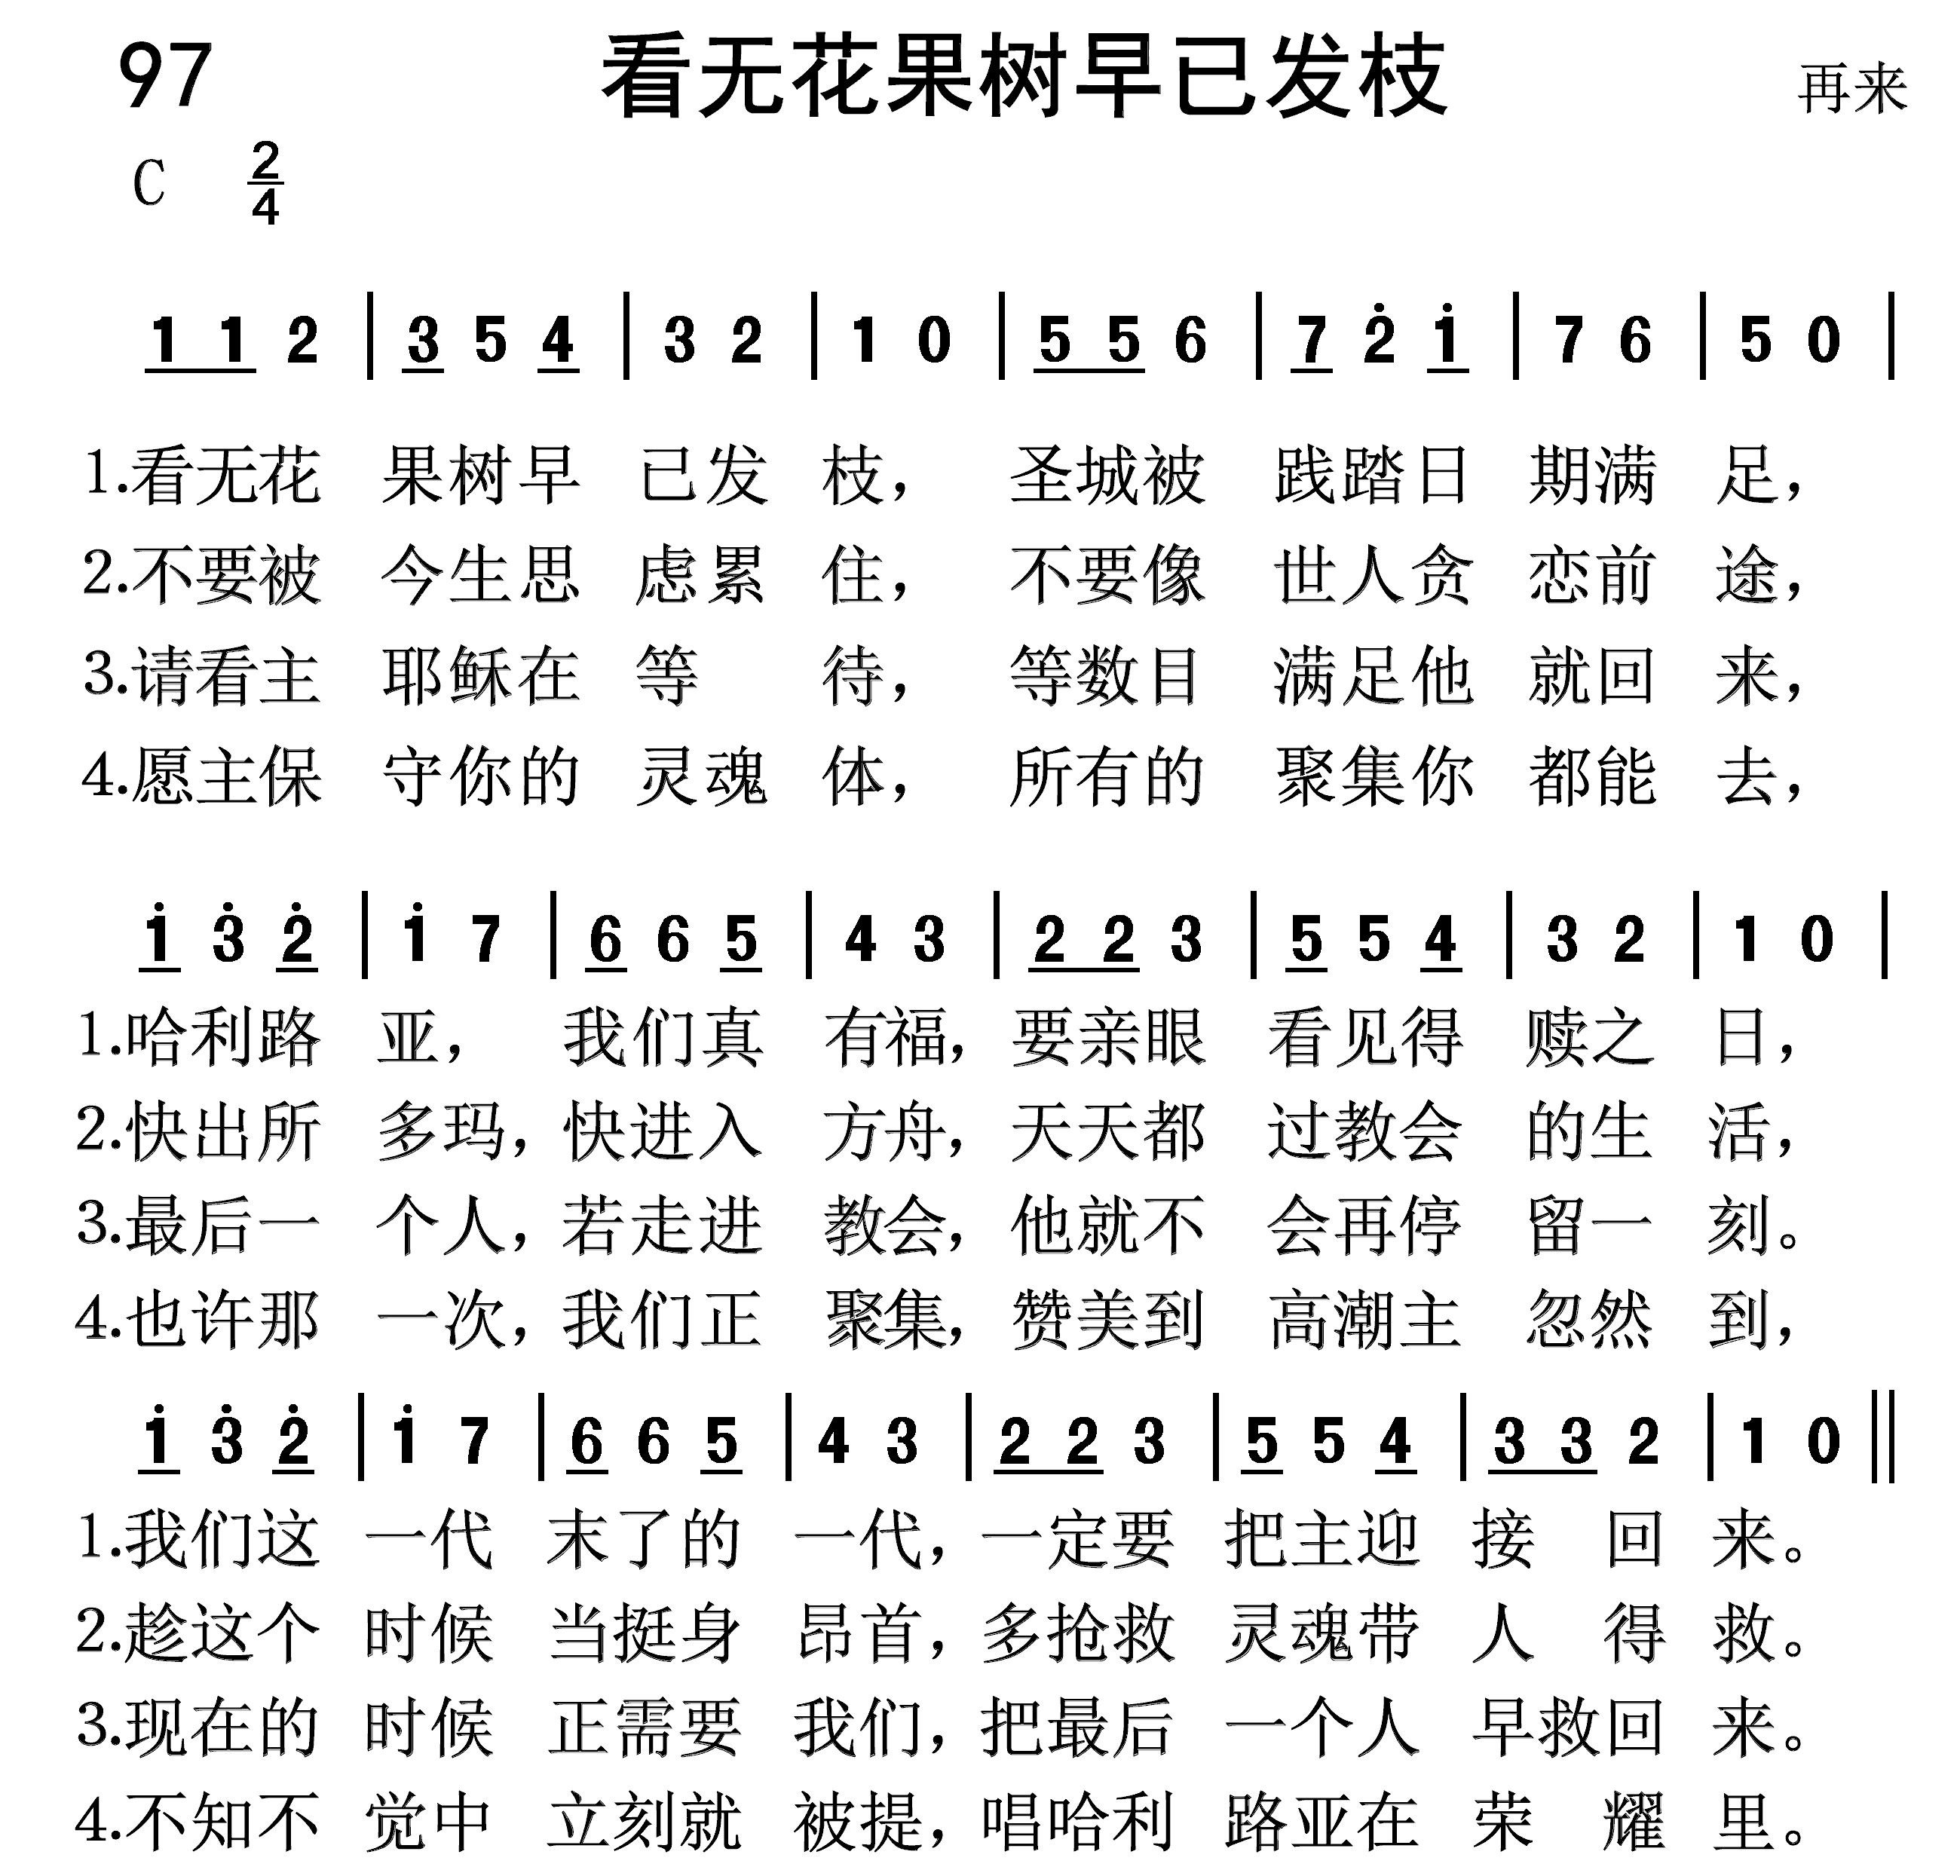 97 看无花果树早已发枝 再来
C 2/4
1 1 2 | 3 5 4 | 3 2 | 1 0 | 5 5 6 | 7 2̇ 1̇ | 7 6 | 5 0 |
1.看无花 果树早 已发 枝， 圣城被 践踏日 期满 足，
2.不要被 今生思 虑累 住， 不要像 世人贪 恋前 途，
3.请看主 耶稣在 等 待， 等数目 满足他 就回 来，
4.愿主保 守你的 灵魂 体， 所有的 聚集你 都能 去，
1̇ 3̇ 2̇ | 1̇ 7 | 6 6 5 | 4 3 | 2 2 3 | 5 5 4 | 3 2 | 1 0 |
1.哈利路 亚， 我们真 有福，要亲眼 看见得 赎之 日，
2.快出所 多玛，快进入 方舟，天天都 过教会 的生 活，
3.最后一 个人，若走进 教会，他就不 会再停 留一 刻。
4.也许那 一次，我们正 聚集，赞美到 高潮主 忽然 到，
1̇ 3̇ 2̇ | 1̇ 7 | 6 6 5 | 4 3 | 2 2 3 | 5 5 4 | 3 3 2 | 1 0 ||
1.我们这 一代 末了的 一代，一定要 把主迎 接 回 来。
2.趁这个 时候 当挺身 昂首，多抢救 灵魂带 人 得 救。
3.现在的 时候 正需要 我们，把最后 一个人 早救回 来。
4.不知不 觉中 立刻就 被提，唱哈利 路亚在 荣 耀 里。